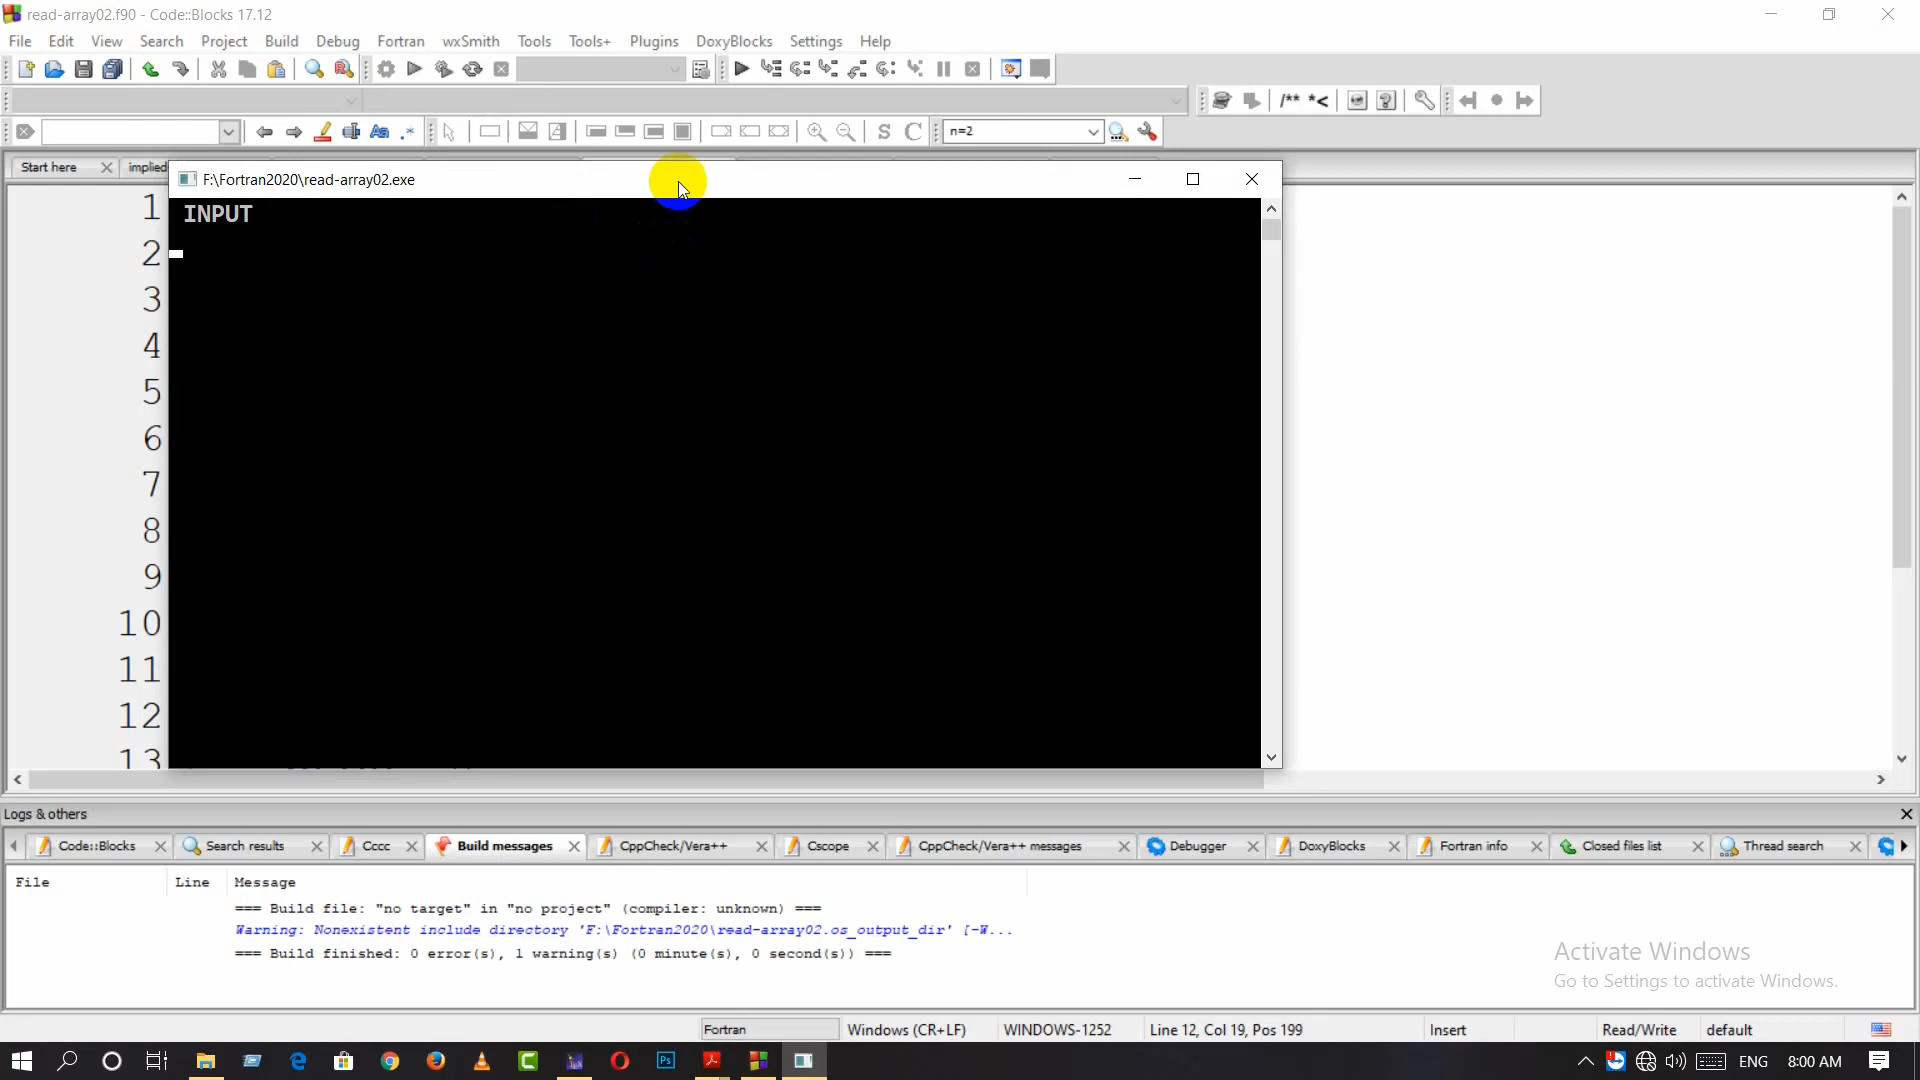 read-array02.f90 - Code::Blocks 17.12
File Edit View Search Project Build Debug Fortran wxSmith Tools Tools+ Plugins DoxyBlocks Settings Help
/** *<
n=2
Start here implied
F:\Fortran2020\read-array02.exe
INPUT
1
2
3
4
5
6
7
8
9
10
11
12
13
Logs & others
Code::Blocks Search results Cccc Build messages CppCheck/Vera++ Cscope CppCheck/Vera++ messages Debugger DoxyBlocks Fortran info Closed files list Thread search
File Line Message
=== Build file: "no target" in "no project" (compiler: unknown) ===
Warning: Nonexistent include directory 'F:\Fortran2020\read-array02.os_output_dir' [-W...
=== Build finished: 0 error(s), 1 warning(s) (0 minute(s), 0 second(s)) ===
Activate Windows
Go to Settings to activate Windows.
Fortran Windows (CR+LF) WINDOWS-1252 Line 12, Col 19, Pos 199 Insert Read/Write default
ENG 8:00 AM